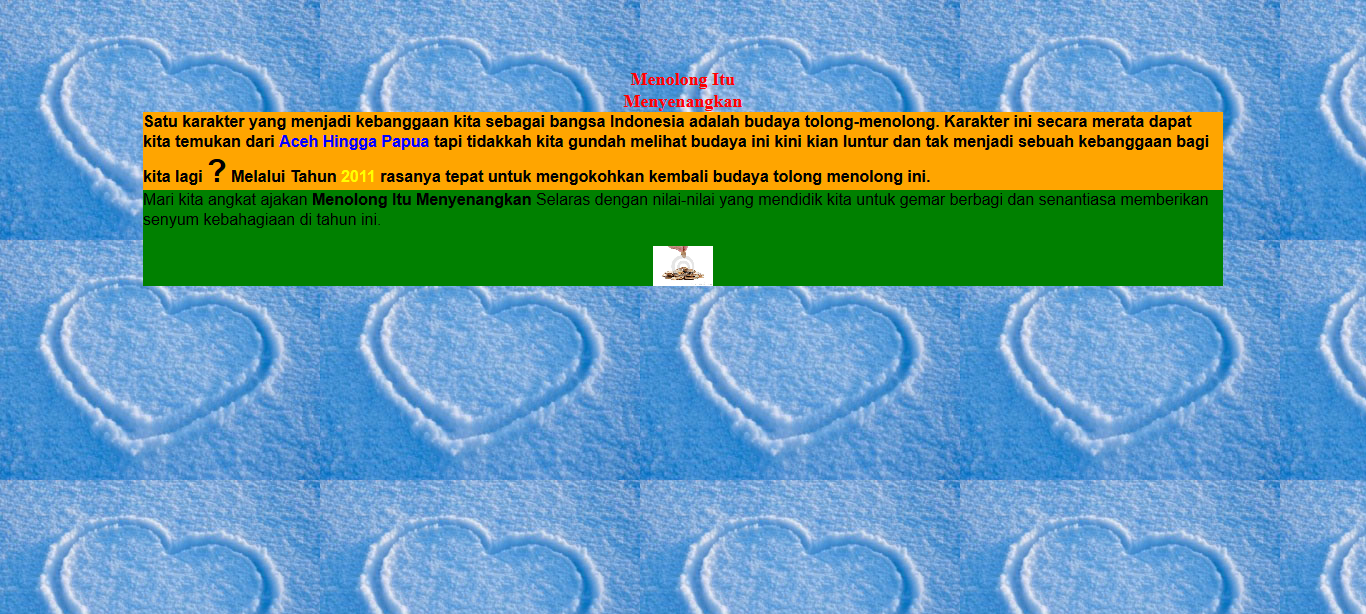 Menolong Itu
Menyenangkan
Satu karakter yang menjadi kebanggaan kita sebagai bangsa Indonesia adalah budaya tolong-menolong. Karakter ini secara merata dapat
kita temukan dari Aceh Hingga Papua tapi tidakkah kita gundah melihat budaya ini kini kian luntur dan tak menjadi sebuah kebanggaan bagi
kita lagi ? Melalui Tahun 2011 rasanya tepat untuk mengokohkan kembali budaya tolong menolong ini.
Mari kita angkat ajakan Menolong Itu Menyenangkan Selaras dengan nilai-nilai yang mendidik kita untuk gemar berbagi dan senantiasa memberikan
senyum kebahagiaan di tahun ini.